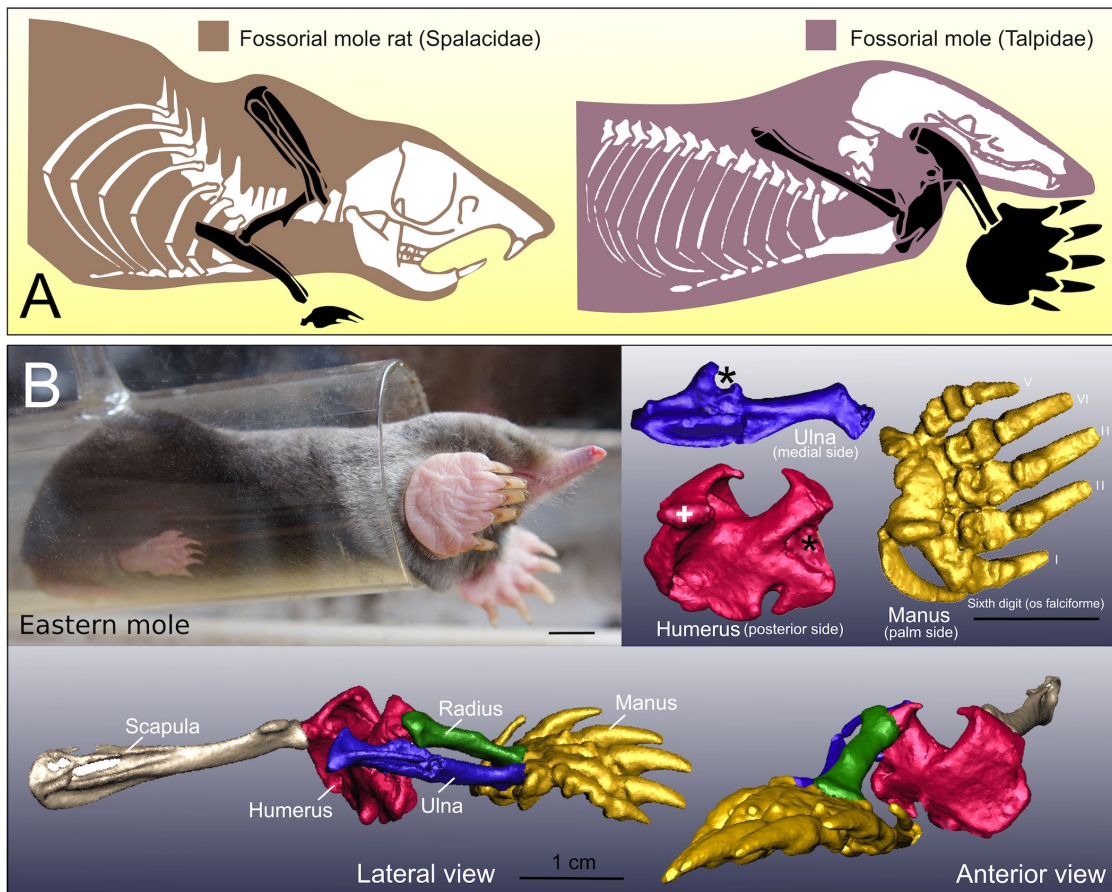 Fossorial mole rat (Spalacidae)
Fossorial mole (Talpidae)
A
B
Eastern mole
*
Ulna
(medial side)
+
*
Humerus (posterior side)
V
VI
II
II
I
Sixth digit (os falciforme)
Manus
(palm side)
Scapula
Radius
Manus
Humerus
Ulna
Lateral view
1 cm
Anterior view